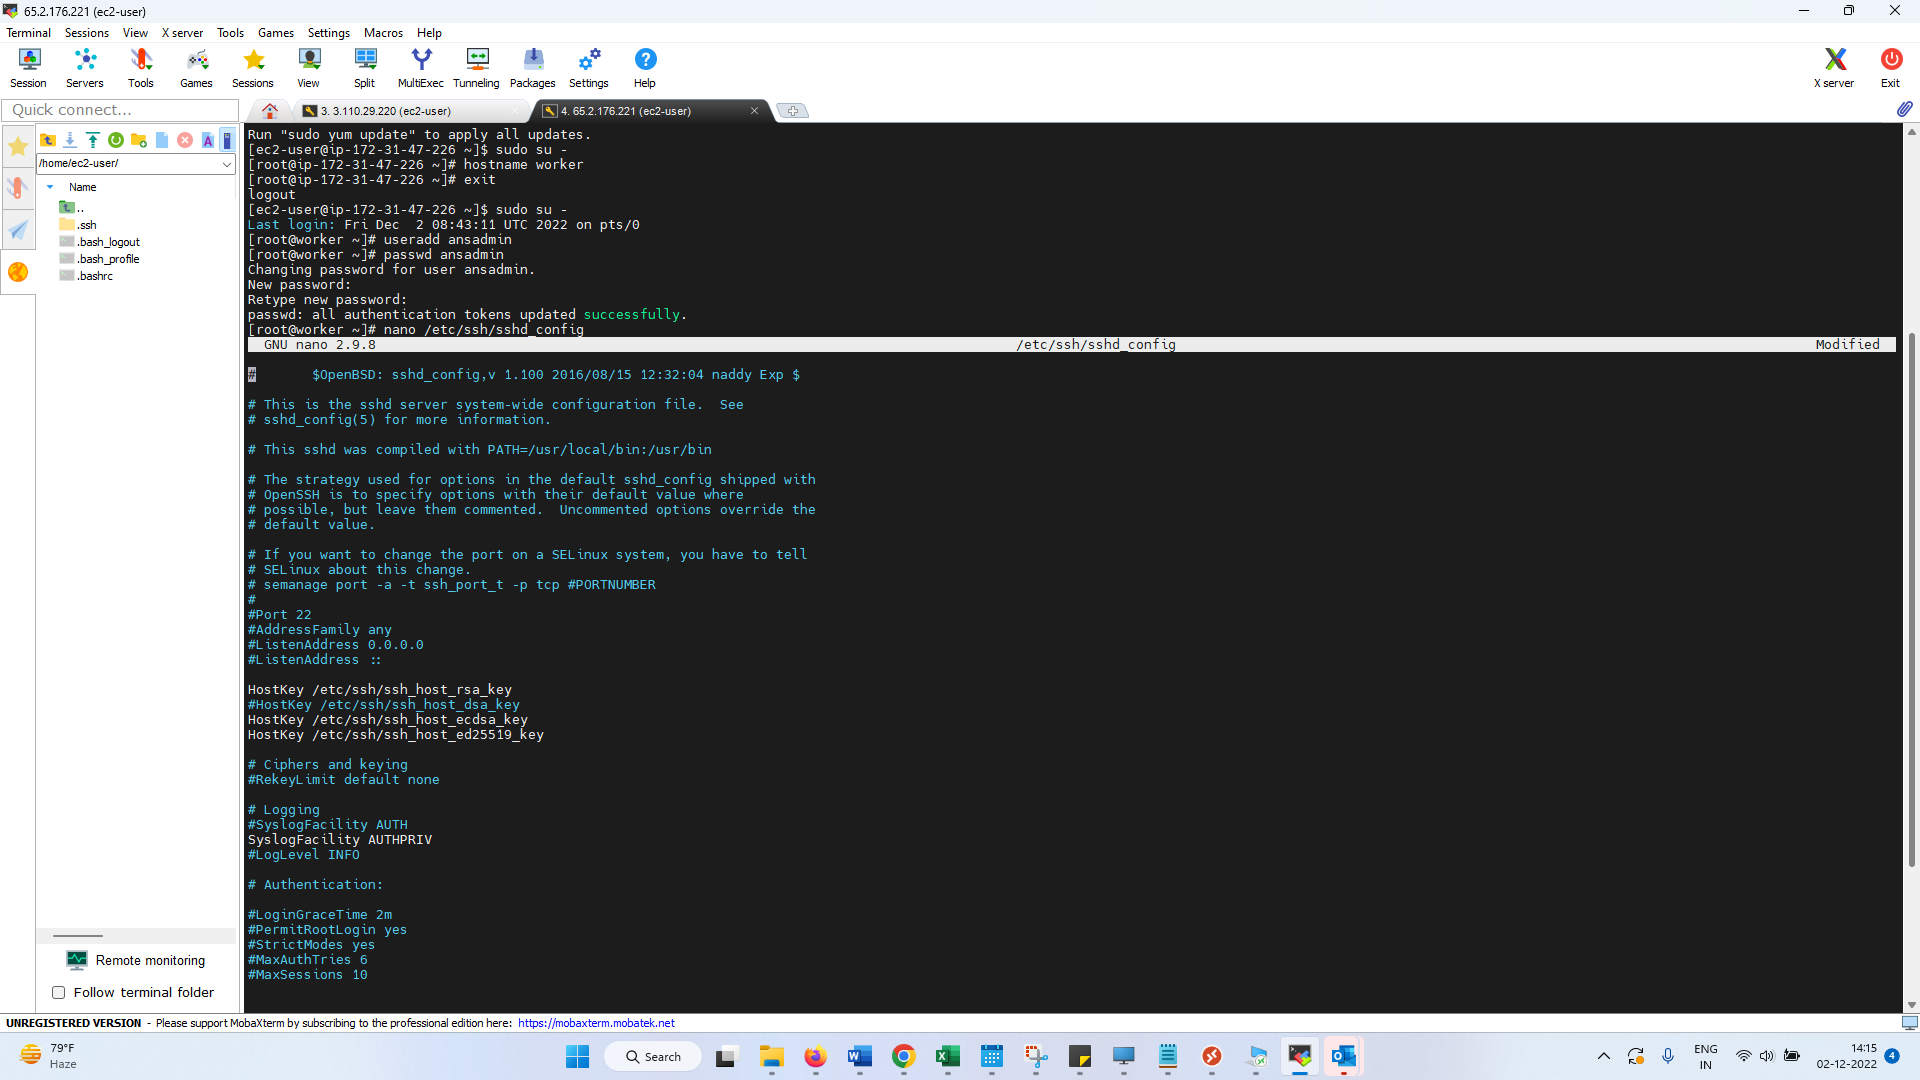 65.2.176.221 (ec2-user)
Terminal Sessions View X server Tools Games Settings Macros Help
Session Servers Tools Games Sessions View Split MultiExec Tunneling Packages Settings Help X server Exit
Quick connect...
3. 3.110.29.220 (ec2-user)
4. 65.2.176.221 (ec2-user)
/home/ec2-user/
Name
..
.ssh
.bash_logout
.bash_profile
.bashrc
Remote monitoring
Follow terminal folder
Run "sudo yum update" to apply all updates.
[ec2-user@ip-172-31-47-226 ~]$ sudo su -
[root@ip-172-31-47-226 ~]# hostname worker
[root@ip-172-31-47-226 ~]# exit
logout
[ec2-user@ip-172-31-47-226 ~]$ sudo su -
Last login: Fri Dec  2 08:43:11 UTC 2022 on pts/0
[root@worker ~]# useradd ansadmin
[root@worker ~]# passwd ansadmin
Changing password for user ansadmin.
New password:
Retype new password:
passwd: all authentication tokens updated successfully.
[root@worker ~]# nano /etc/ssh/sshd_config
GNU nano 2.9.8 /etc/ssh/sshd_config Modified
#       $OpenBSD: sshd_config,v 1.100 2016/08/15 12:32:04 naddy Exp $
# This is the sshd server system-wide configuration file.  See
# sshd_config(5) for more information.
# This sshd was compiled with PATH=/usr/local/bin:/usr/bin
# The strategy used for options in the default sshd_config shipped with
# OpenSSH is to specify options with their default value where
# possible, but leave them commented.  Uncommented options override the
# default value.
# If you want to change the port on a SELinux system, you have to tell
# SELinux about this change.
# semanage port -a -t ssh_port_t -p tcp #PORTNUMBER
#
#Port 22
#AddressFamily any
#ListenAddress 0.0.0.0
#ListenAddress ::
HostKey /etc/ssh/ssh_host_rsa_key
#HostKey /etc/ssh/ssh_host_dsa_key
HostKey /etc/ssh/ssh_host_ecdsa_key
HostKey /etc/ssh/ssh_host_ed25519_key
# Ciphers and keying
#RekeyLimit default none
# Logging
#SyslogFacility AUTH
SyslogFacility AUTHPRIV
#LogLevel INFO
# Authentication:
#LoginGraceTime 2m
#PermitRootLogin yes
#StrictModes yes
#MaxAuthTries 6
#MaxSessions 10
UNREGISTERED VERSION - Please support MobaXterm by subscribing to the professional edition here: https://mobaxterm.mobatek.net
79°F
Haze
Search
ENG
IN
14:15
02-12-2022
4